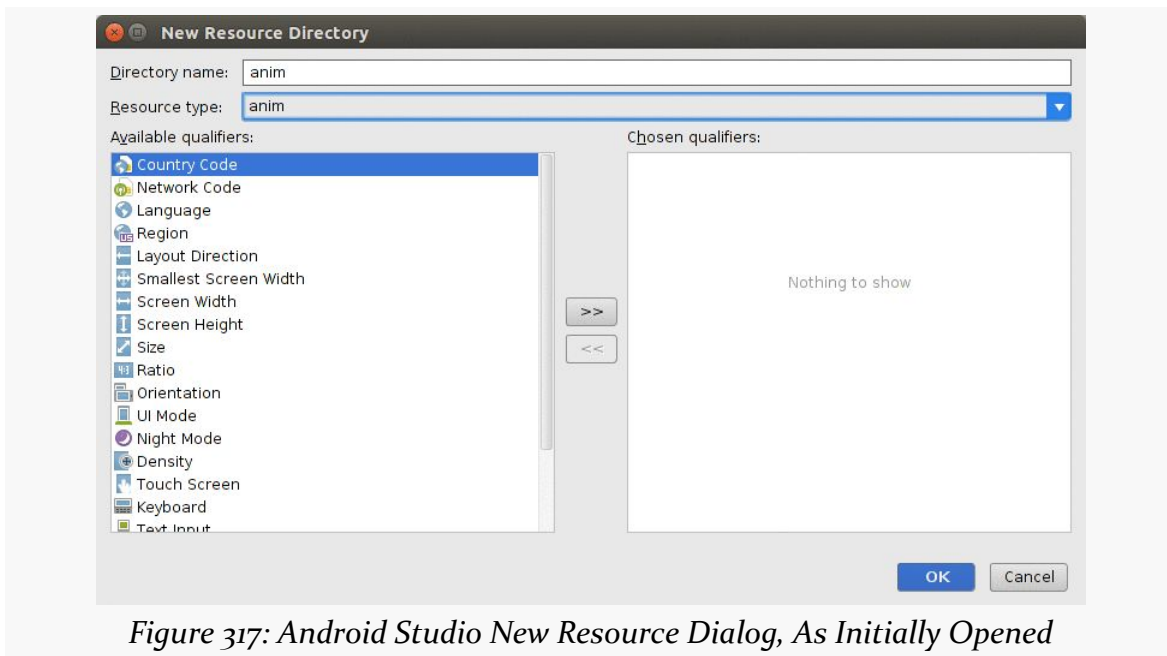 New Resource Directory
Directory name: anim
Resource type: anim
Available qualifiers:
Country Code
Network Code
Language
Region
Layout Direction
Smallest Screen Width
Screen Width
Screen Height
Size
Ratio
Orientation
UI Mode
Night Mode
Density
Touch Screen
Keyboard
Text Input
>>
<<
Chosen qualifiers:
Nothing to show
OK
Cancel
Figure 317: Android Studio New Resource Dialog, As Initially Opened